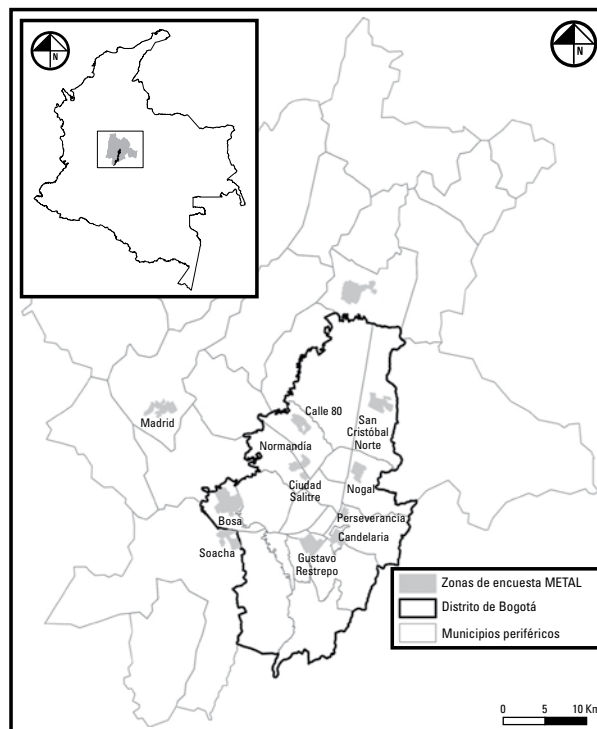 N
N
Calle 80
San
Cristóbal
Norte
Madrid
Normandía
Ciudad
Salitre
Nogal
Bosa
Perseverancia
Candelaria
Soacha
Gustavo
Restrepo
Zonas de encuesta METAL
Distrito de Bogotá
Municipios periféricos
0 5 10 Km